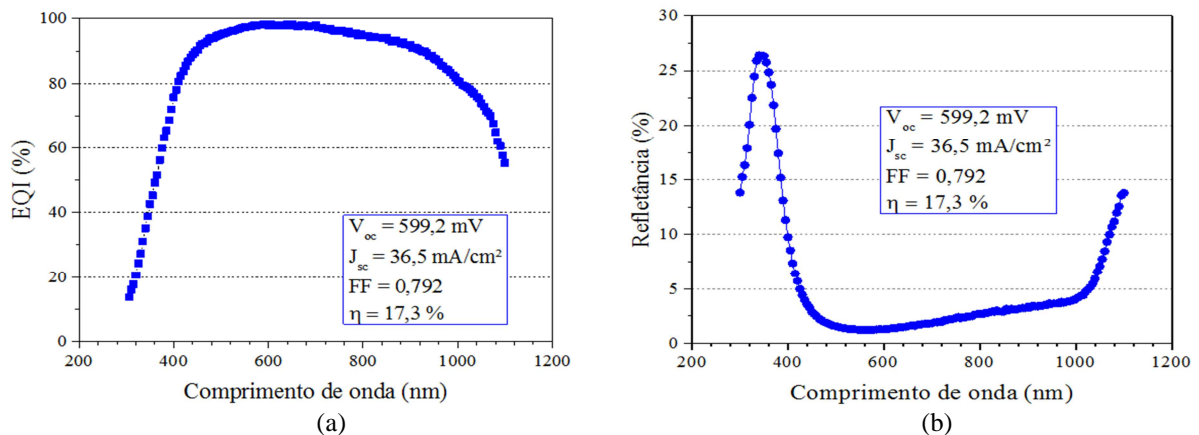 100
80
60
40
20
0
EQI (%)
V_oc = 599,2 mV
J_sc = 36,5 mA/cm²
FF = 0,792
η = 17,3 %
200 400 600 800 1000 1200
Comprimento de onda (nm)
(a)
30
25
20
15
10
5
0
Refletância (%)
V_oc = 599,2 mV
J_sc = 36,5 mA/cm²
FF = 0,792
η = 17,3 %
200 400 600 800 1000 1200
Comprimento de onda (nm)
(b)